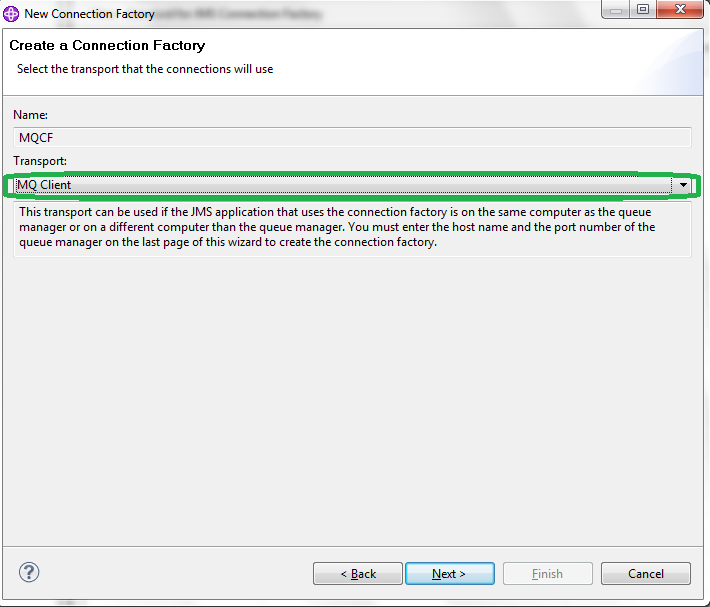 New Connection Factory
Create a Connection Factory
Select the transport that the connections will use
Name:
MQCF
Transport:
MQ Client
This transport can be used if the JMS application that uses the connection factory is on the same computer as the queue
manager or on a different computer than the queue manager. You must enter the host name and the port number of the
queue manager on the last page of this wizard to create the connection factory.
?
< Back
Next >
Finish
Cancel